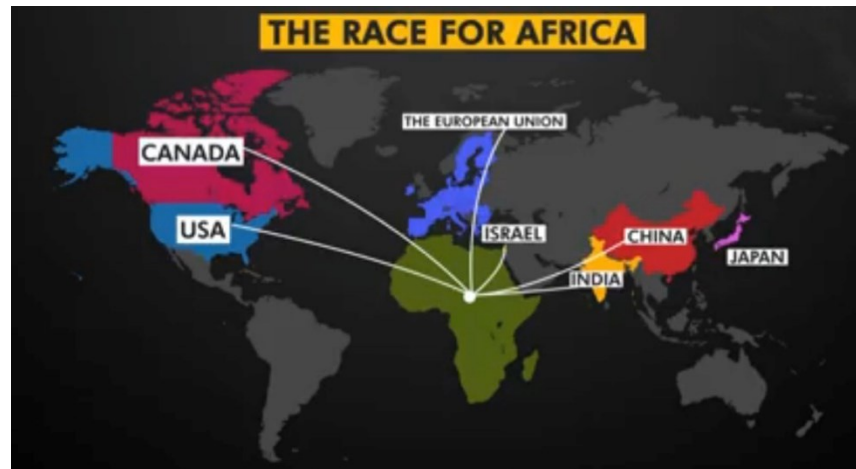 THE RACE FOR AFRICA
THE EUROPEAN UNION
CANADA
USA
ISRAEL
CHINA
JAPAN
INDIA